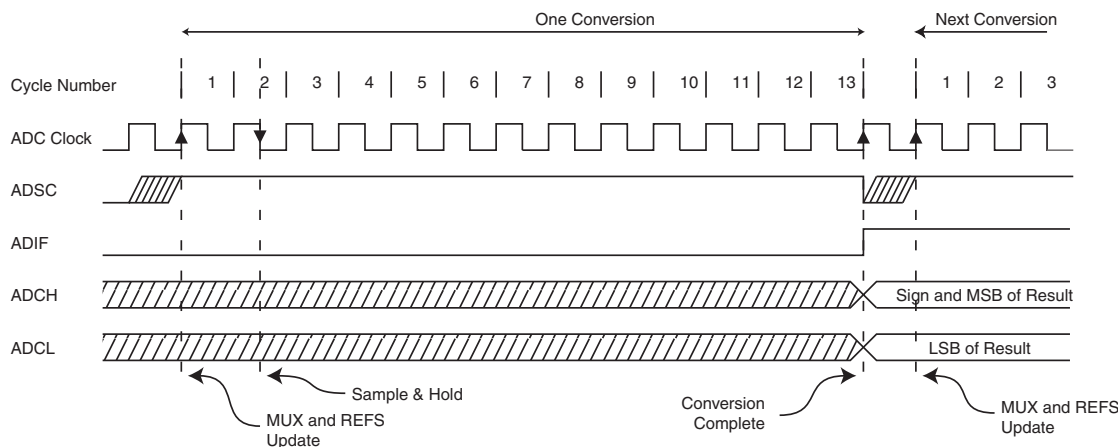 One Conversion
Next Conversion
Cycle Number 1 2 3 4 5 6 7 8 9 10 11 12 13 1 2 3
ADC Clock
ADSC
ADIF
ADCH
Sign and MSB of Result
ADCL
LSB of Result
MUX and REFS
Update
Sample & Hold
Conversion
Complete
MUX and REFS
Update